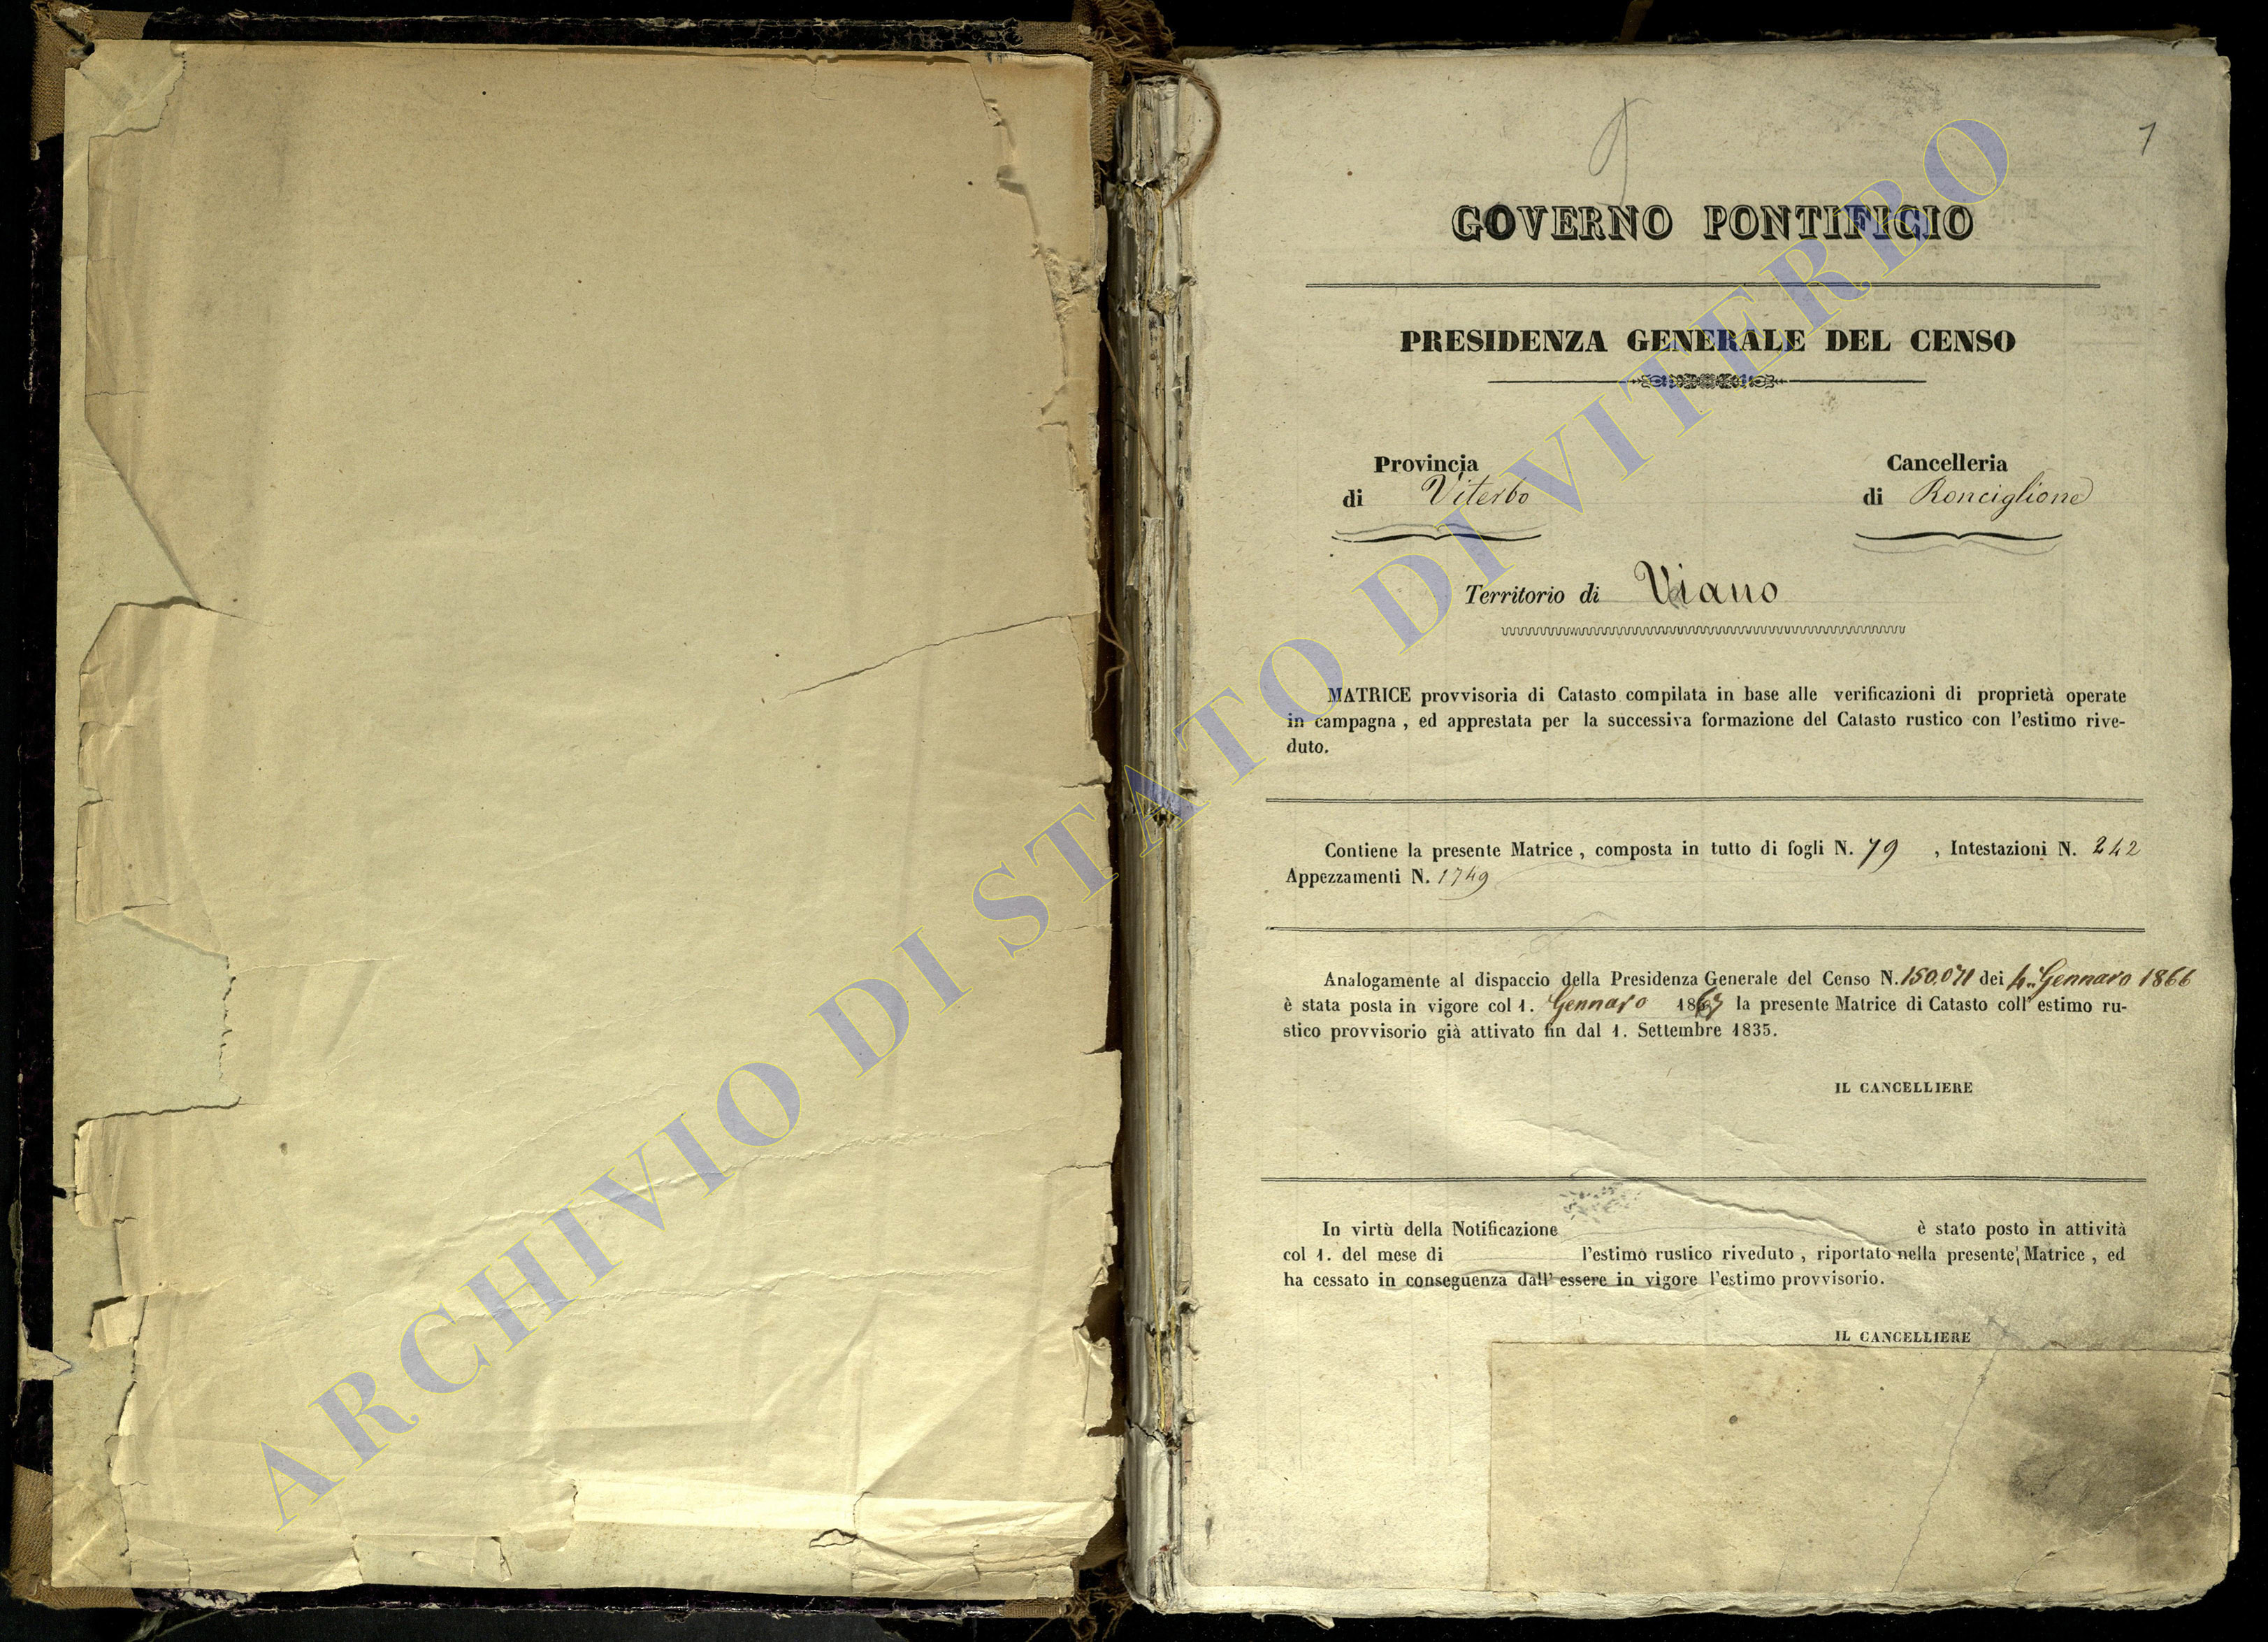 1
GOVERNO PONTIFICIO
PRESIDENZA GENERALE DEL CENSO
Provincia
di Viterbo
Cancelleria
di Ronciglione
Territorio di Viano
MATRICE provvisoria di Catasto compilata in base alle verificazioni di proprietà operate
in campagna , ed apprestata per la successiva formazione del Catasto rustico con l'estimo rive-
duto.
Contiene la presente Matrice , composta in tutto di fogli N. 79 , Intestazioni N. 242
Appezzamenti N. 1749
Analogamente al dispaccio della Presidenza Generale del Censo N. 150,071 dei 4 Gennaro 1866
è stata posta in vigore col 1. Gennaro 1867 la presente Matrice di Catasto coll' estimo ru-
stico provvisorio già attivato fin dal 1. Settembre 1835.
IL CANCELLIERE
In virtù della Notificazione è stato posto in attività
col 1. del mese di l'estimo rustico riveduto , riportato nella presente Matrice , ed
ha cessato in conseguenza dall' essere in vigore l'estimo provvisorio.
IL CANCELLIERE
ARCHIVIO DI STATO DI VITERBO